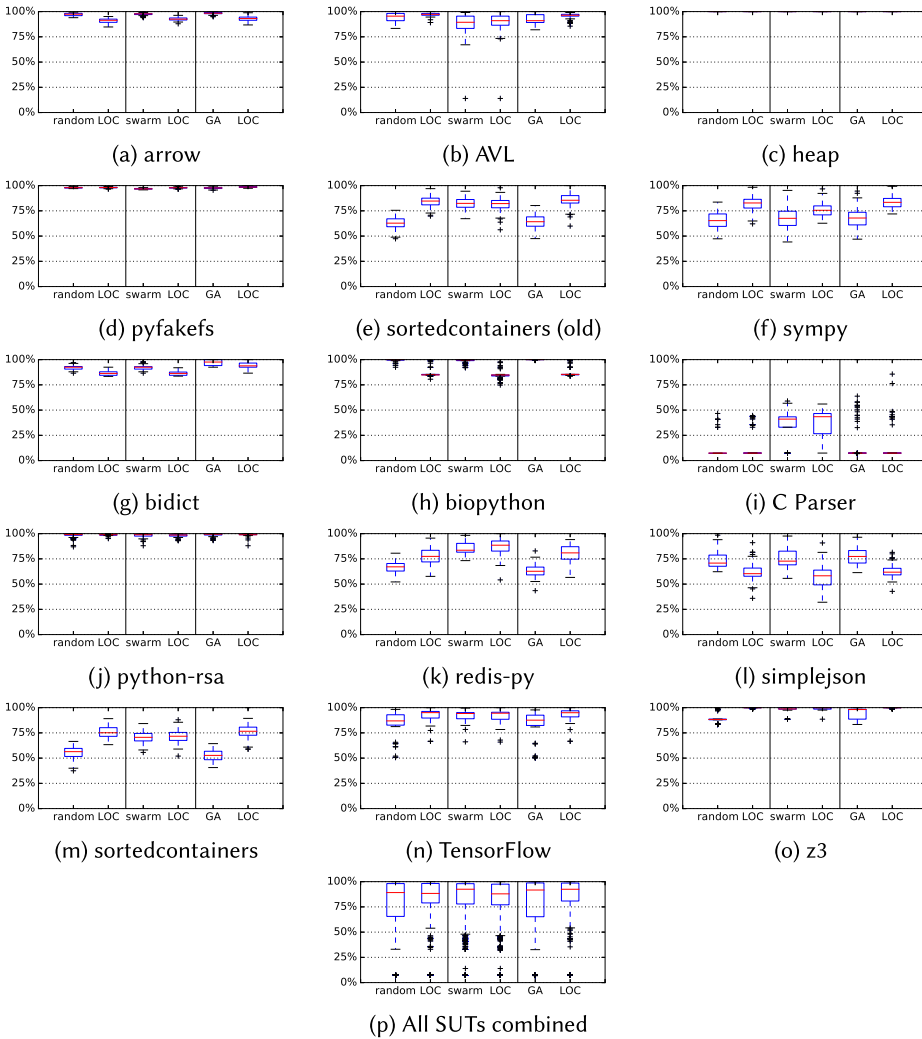 100%
75%
50%
25%
0%
random LOC swarm LOC GA LOC
(a) arrow
100%
75%
50%
25%
0%
random LOC swarm LOC GA LOC
(b) AVL
100%
75%
50%
25%
0%
random LOC swarm LOC GA LOC
(c) heap
100%
75%
50%
25%
0%
random LOC swarm LOC GA LOC
(d) pyfakefs
100%
75%
50%
25%
0%
random LOC swarm LOC GA LOC
(e) sortedcontainers (old)
100%
75%
50%
25%
0%
random LOC swarm LOC GA LOC
(f) sympy
100%
75%
50%
25%
0%
random LOC swarm LOC GA LOC
(g) bidict
100%
75%
50%
25%
0%
random LOC swarm LOC GA LOC
(h) biopython
100%
75%
50%
25%
0%
random LOC swarm LOC GA LOC
(i) C Parser
100%
75%
50%
25%
0%
random LOC swarm LOC GA LOC
(j) python-rsa
100%
75%
50%
25%
0%
random LOC swarm LOC GA LOC
(k) redis-py
100%
75%
50%
25%
0%
random LOC swarm LOC GA LOC
(l) simplejson
100%
75%
50%
25%
0%
random LOC swarm LOC GA LOC
(m) sortedcontainers
100%
75%
50%
25%
0%
random LOC swarm LOC GA LOC
(n) TensorFlow
100%
75%
50%
25%
0%
random LOC swarm LOC GA LOC
(o) z3
100%
75%
50%
25%
0%
random LOC swarm LOC GA LOC
(p) All SUTs combined